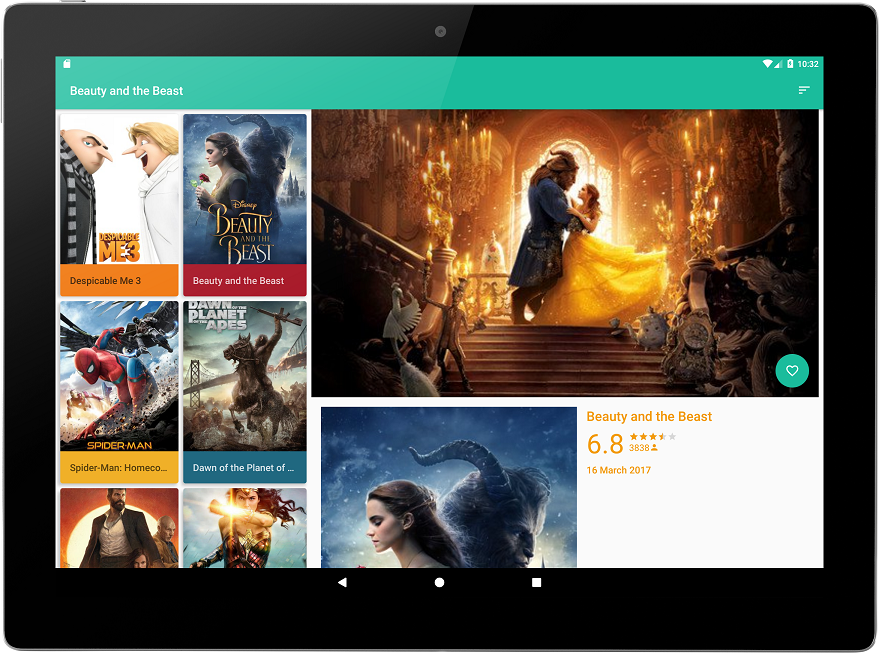 10:32
Beauty and the Beast
DESPICABLE
ME3
Despicable Me 3
Disney
BEAUTY
AND THE
BEAST
Beauty and the Beast
SPIDER-MAN
Spider-Man: Homeco...
DAWN OF THE
PLANET OF
THE APES
Dawn of the Planet of ...
Beauty and the Beast
6.8
3838
16 March 2017